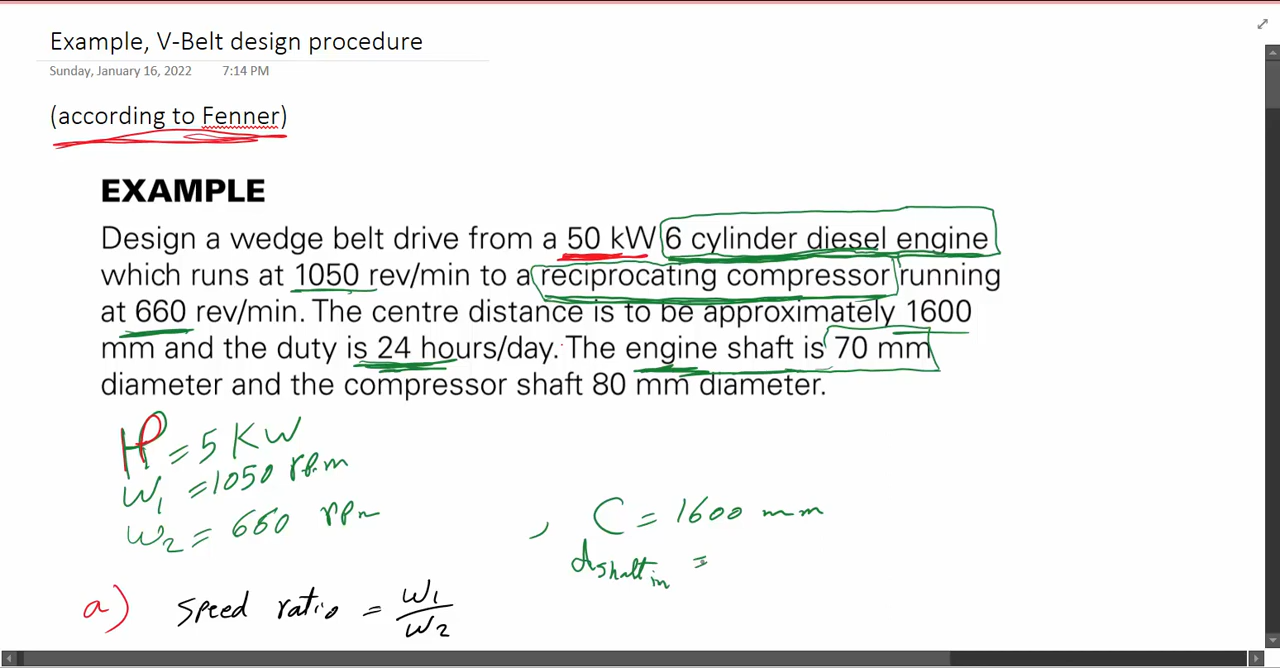 Example, V-Belt design procedure
Sunday, January 16, 2022 7:14 PM
(according to Fenner)
EXAMPLE
Design a wedge belt drive from a 50 kW 6 cylinder diesel engine
which runs at 1050 rev/min to a reciprocating compressor running
at 660 rev/min. The centre distance is to be approximately 1600
mm and the duty is 24 hours/day. The engine shaft is 70 mm
diameter and the compressor shaft 80 mm diameter.
= 5 KW
W1 = 1050 rpm
W2 = 660 rpm , C = 1600 mm
dshaft in =
a) speed ratio = W1/W2